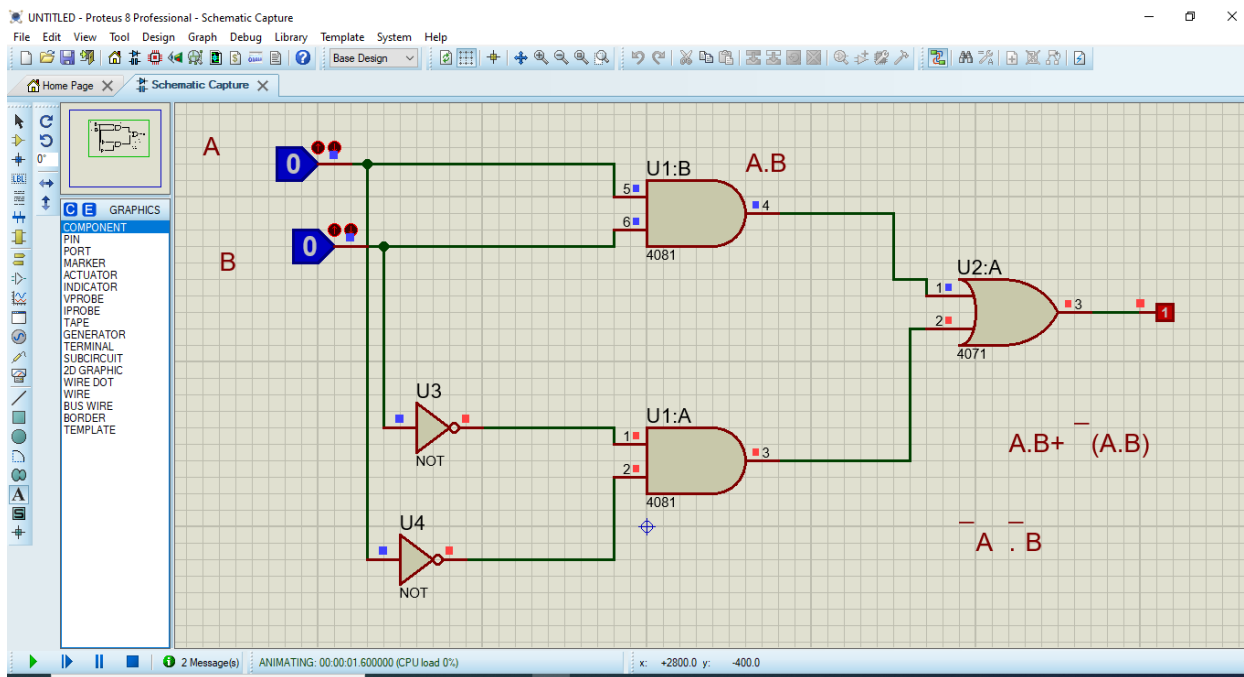 UNTITLED - Proteus 8 Professional - Schematic Capture
File Edit View Tool Design Graph Debug Library Template System Help
Base Design
Home Page Schematic Capture
0°
LBL
C E GRAPHICS
COMPONENT
PIN
PORT
MARKER
ACTUATOR
INDICATOR
VPROBE
IPROBE
TAPE
GENERATOR
TERMINAL
SUBCIRCUIT
2D GRAPHIC
WIRE DOT
WIRE
BUS WIRE
BORDER
TEMPLATE
A
S
A
0
B
0
U1:B
A.B
5
6
4
4081
U2:A
1
2
3
4071
1
U3
NOT
U1:A
1
2
3
4081
U4
NOT
A.B+ ‾(A.B)
‾A ‾. B
2 Message(s) ANIMATING: 00:00:01.600000 (CPU load 0%) x: +2800.0 y: -400.0